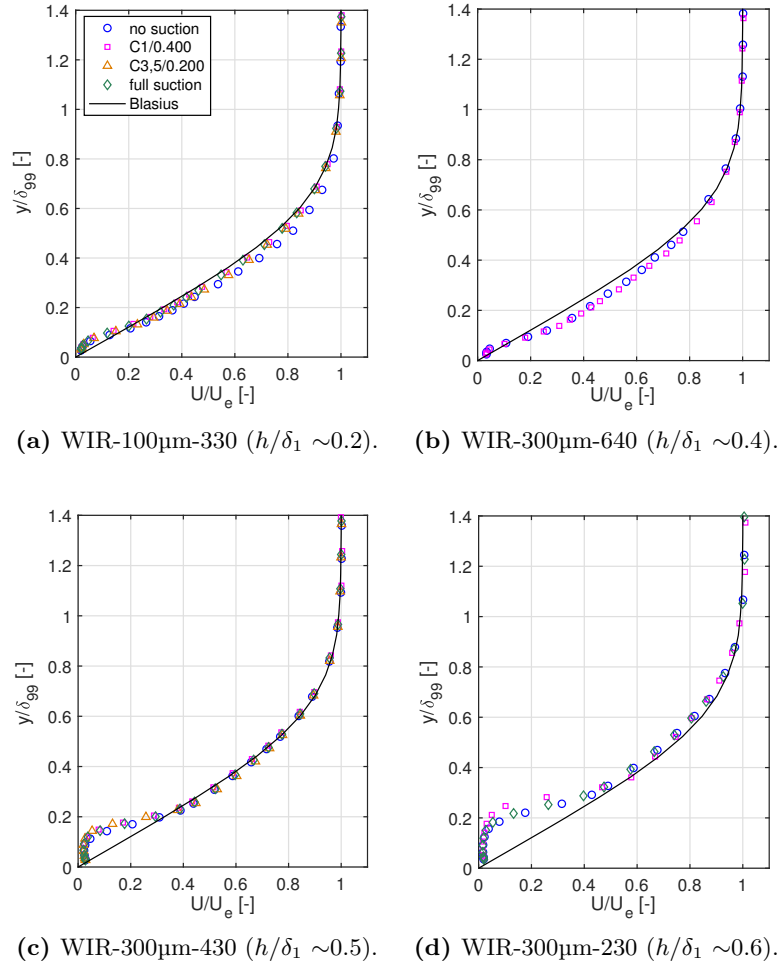 1.4
1.2
1
0.8
0.6
0.4
0.2
0
y/δ99 [-]
0 0.2 0.4 0.6 0.8 1
U/Ue [-]
no suction
C1/0.400
C3,5/0.200
full suction
Blasius
1.4
1.2
1
0.8
0.6
0.4
0.2
0
y/δ99 [-]
0 0.2 0.4 0.6 0.8 1
U/Ue [-]
(a) WIR-100µm-330 (h/δ1 ∼0.2).
(b) WIR-300µm-640 (h/δ1 ∼0.4).
1.4
1.2
1
0.8
0.6
0.4
0.2
0
y/δ99 [-]
0 0.2 0.4 0.6 0.8 1
U/Ue [-]
1.4
1.2
1
0.8
0.6
0.4
0.2
0
y/δ99 [-]
0 0.2 0.4 0.6 0.8 1
U/Ue [-]
(c) WIR-300µm-430 (h/δ1 ∼0.5).
(d) WIR-300µm-230 (h/δ1 ∼0.6).